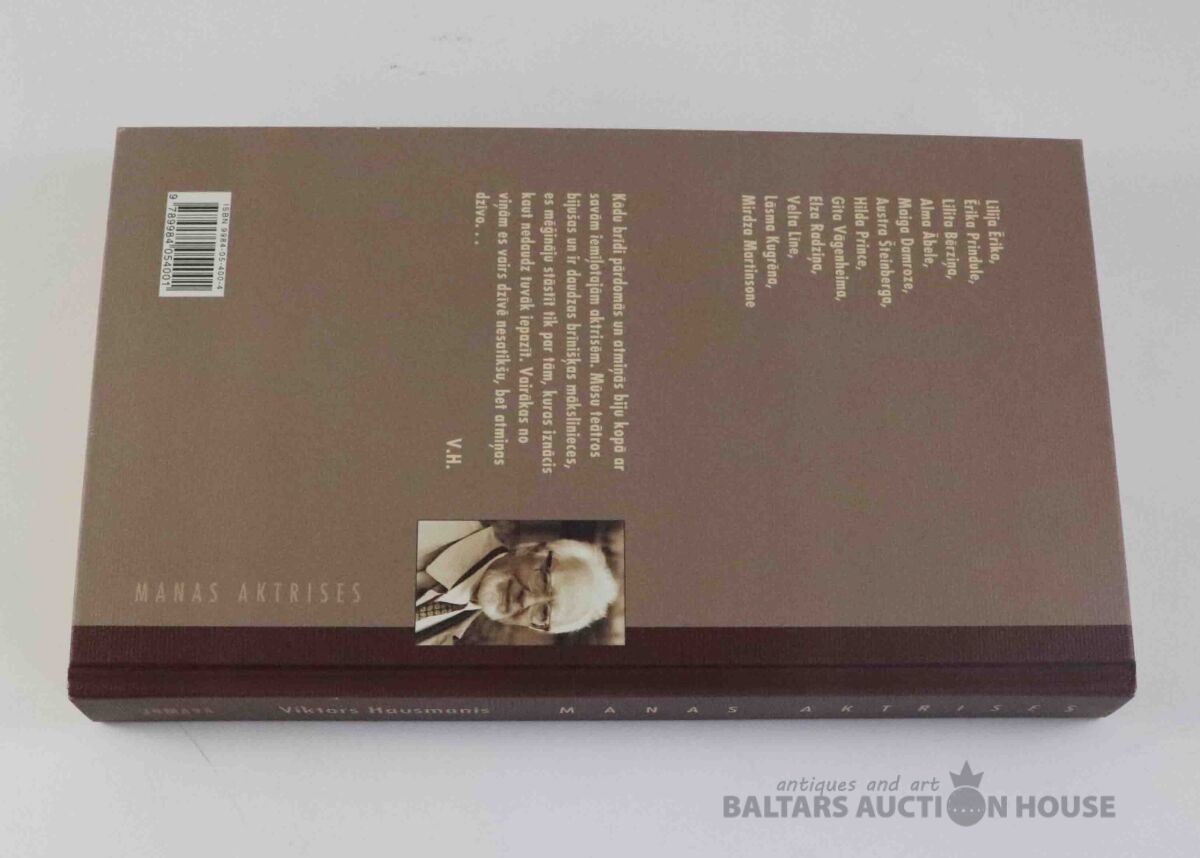 Lilija Ērika,
Ērika Prindule,
Lilita Bērziņa,
Alma Ābele,
Maiga Damroze,
Austra Šteinberga,
Hilda Prince,
Gita Vāgenheima,
Elza Radziņa,
Velta Line,
Lāsma Kugrēna,
Mirdza Martinsone
Kādu brīdi pārdomās un atmiņās biju kopā ar
savām iemīļotajām aktrisēm. Mūsu teātros
bijušas un ir daudzas brīnišķas mākslinieces,
es mēģināju stāstīt tik par tām, kuras iznācis
kaut nedaudz tuvāk iepazīt. Vairākas no
viņām es vairs dzīvē nesatikšu, bet atmiņas
dzīvo...
V.H.
ISBN 9984-05-400-4
9 789984 054001
MANAS AKTRISES
JUMAVA Viktors Hausmanis MANAS AKTRISES
antiques and art
BALTARS AUCTION HOUSE